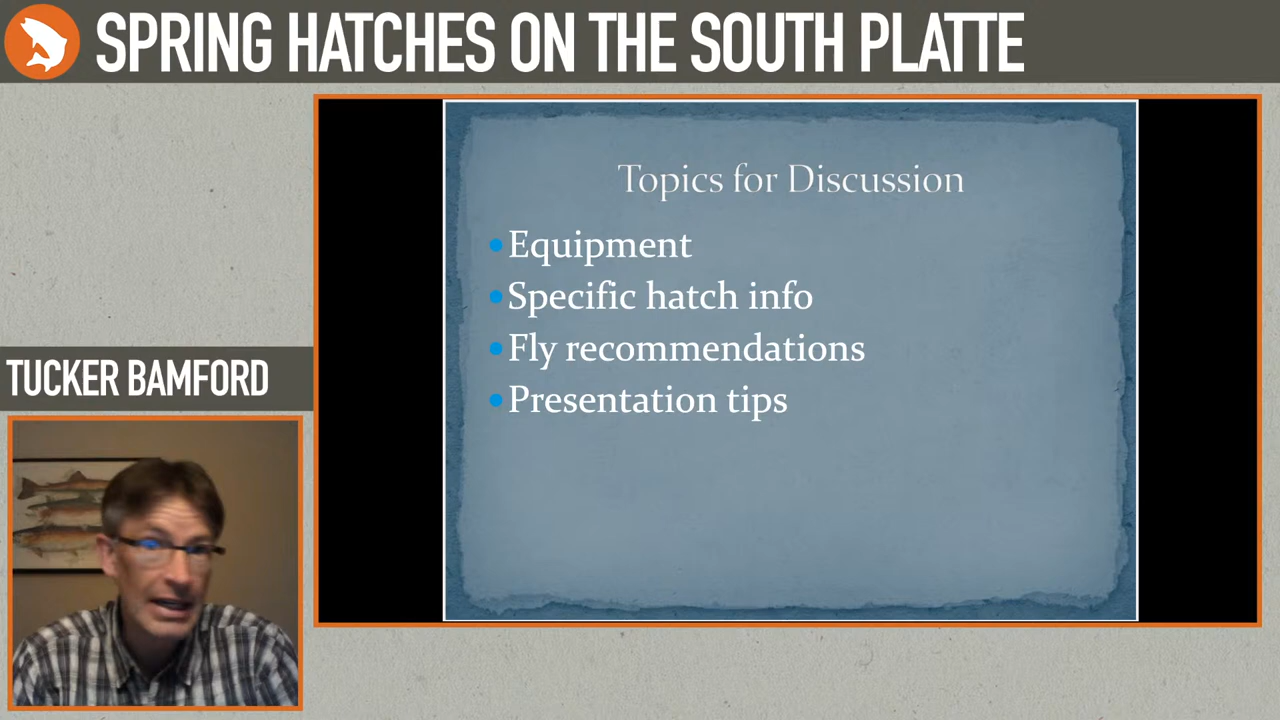 SPRING HATCHES ON THE SOUTH PLATTE
Topics for Discussion
•Equipment
•Specific hatch info
•Fly recommendations
•Presentation tips
TUCKER BAMFORD